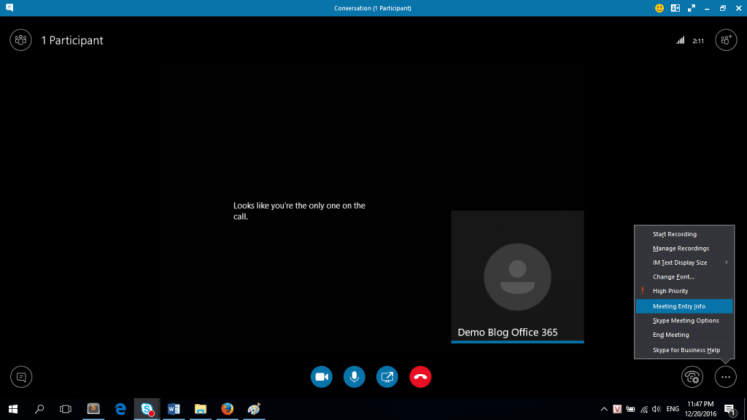 Conversation (1 Participant)
1 Participant
2:11
Looks like you're the only one on the
call.
Demo Blog Office 365
Start Recording
Manage Recordings
IM Text Display Size
Change Font...
High Priority
Meeting Entry Info
Skype Meeting Options
End Meeting
Skype for Business Help
ENG
11:47 PM
12/20/2016